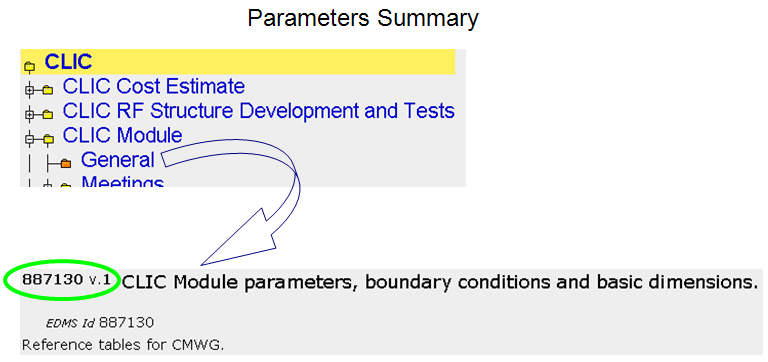 Parameters Summary
CLIC
CLIC Cost Estimate
CLIC RF Structure Development and Tests
CLIC Module
General
Meetings
887130 v.1 CLIC Module parameters, boundary conditions and basic dimensions.
EDMS Id 887130
Reference tables for CMWG.